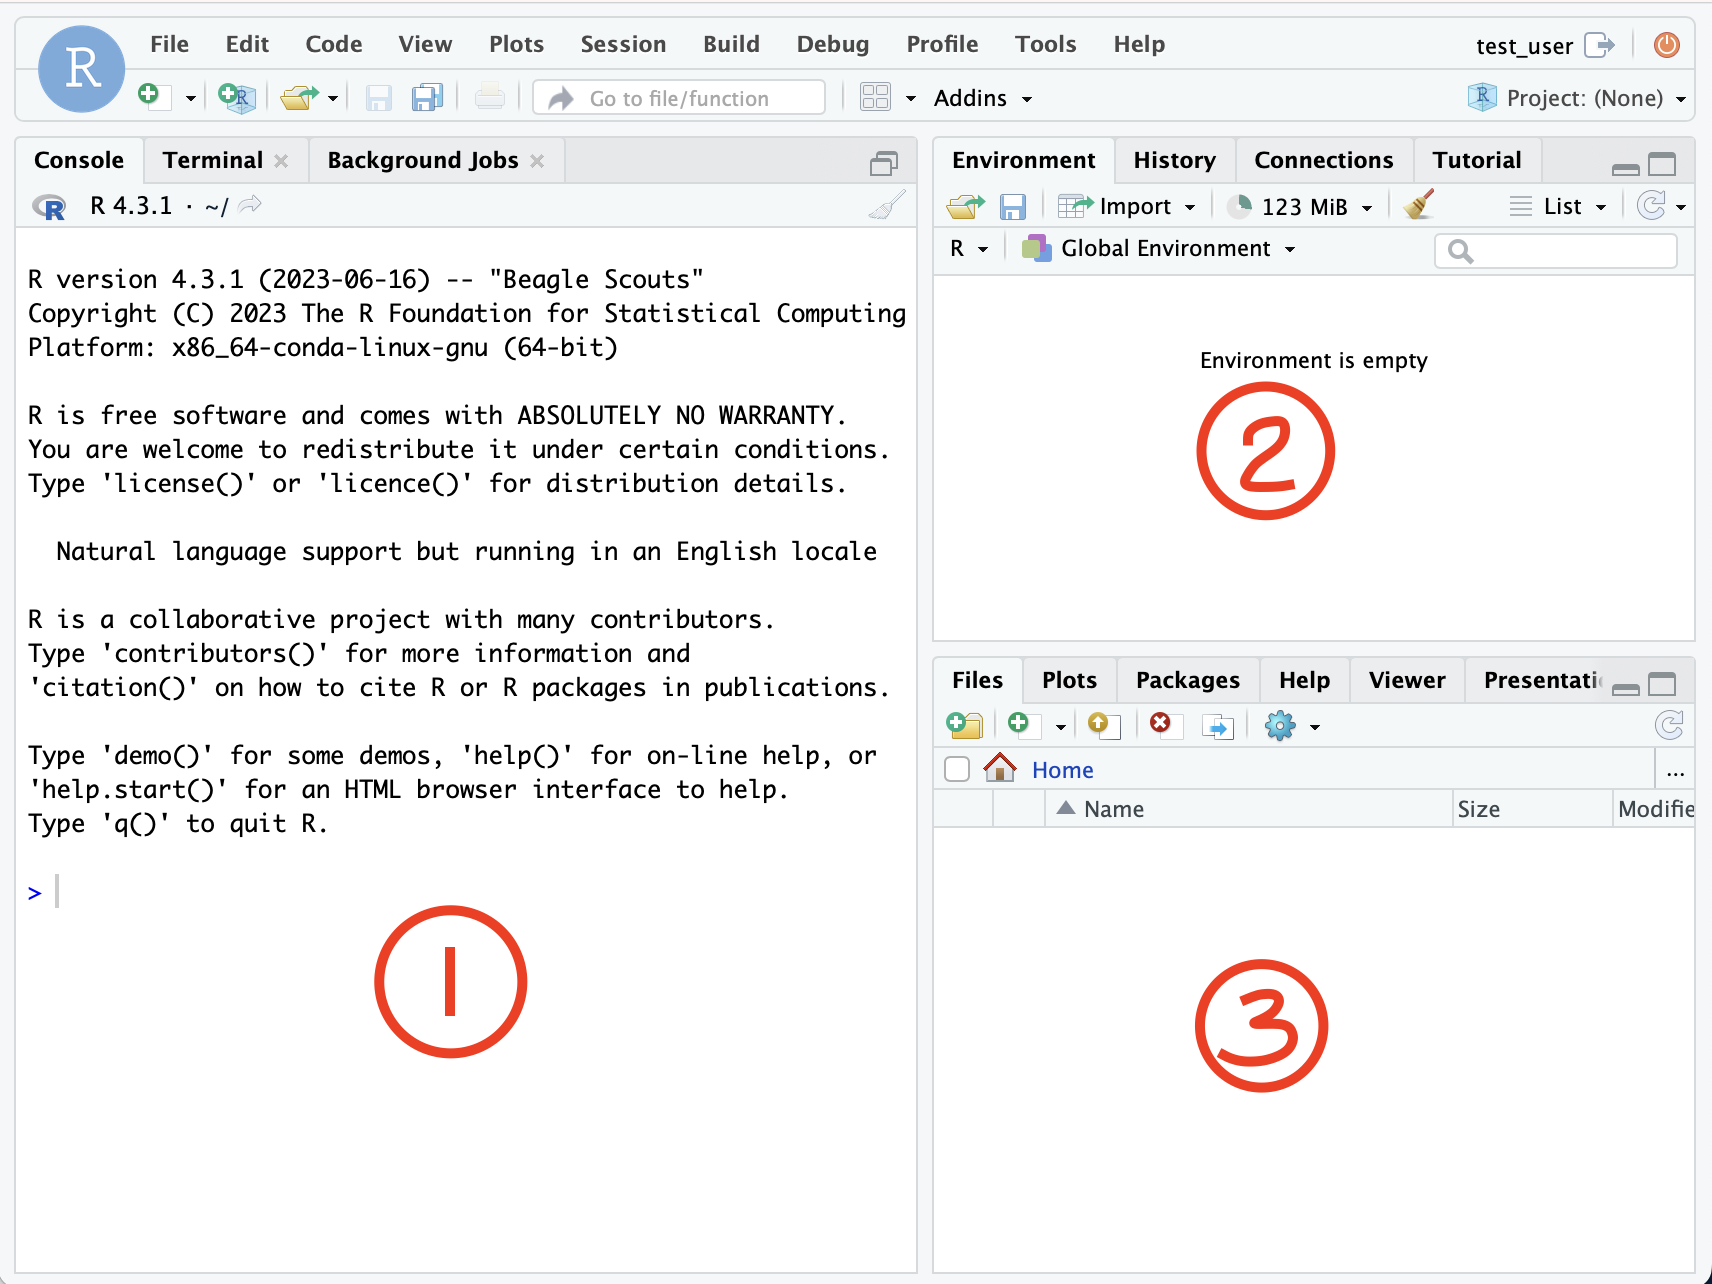 R
File Edit Code View Plots Session Build Debug Profile Tools Help
test_user
Go to file/function
Addins
R Project: (None)
Console Terminal Background Jobs
R R 4.3.1 · ~/
R version 4.3.1 (2023-06-16) -- "Beagle Scouts"
Copyright (C) 2023 The R Foundation for Statistical Computing
Platform: x86_64-conda-linux-gnu (64-bit)
R is free software and comes with ABSOLUTELY NO WARRANTY.
You are welcome to redistribute it under certain conditions.
Type 'license()' or 'licence()' for distribution details.
Natural language support but running in an English locale
R is a collaborative project with many contributors.
Type 'contributors()' for more information and
'citation()' on how to cite R or R packages in publications.
Type 'demo()' for some demos, 'help()' for on-line help, or
'help.start()' for an HTML browser interface to help.
Type 'q()' to quit R.
>
1
Environment History Connections Tutorial
Import 123 MiB List
R Global Environment
Environment is empty
2
Files Plots Packages Help Viewer Presentati
Home ...
Name Size Modifie
3